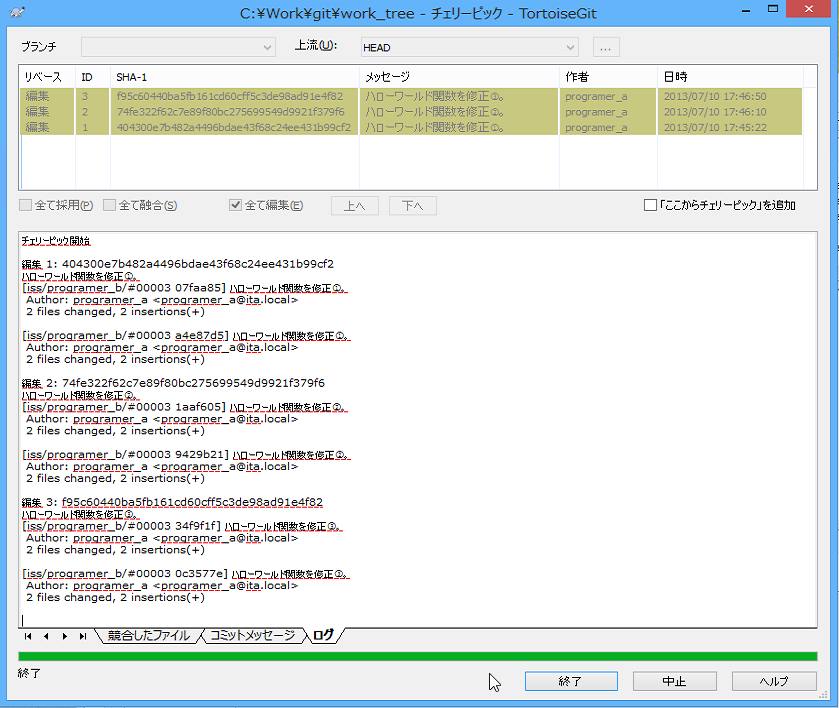 C:¥Work¥git¥work_tree - チェリーピック - TortoiseGit
ブランチ 上流(U): HEAD ...
リベース ID SHA-1 メッセージ 作者 日時
編集 3 f95c60440ba5fb161cd60cff5c3de98ad91e4f82 ハローワールド関数を修正 programer_a 2013/07/10 17:46:50
編集 2 74fe322f62c7e89f80bc275699549d9921f379f6 ハローワールド関数を修正 programer_a 2013/07/10 17:46:10
編集 1 404300e7b482a4496bdae43f68c24ee431b99cf2 ハローワールド関数を修正 programer_a 2013/07/10 17:45:22
全て採用(P) 全て融合(S) 全て編集(E) 上へ 下へ 「ここからチェリーピック」を追加
チェリーピック開始
編集 1: 404300e7b482a4496bdae43f68c24ee431b99cf2
ハローワールド関数を修正
[iss/programer_b/#00003 07faa85] ハローワールド関数を修正
Author: programer_a <programer_a@ita.local>
2 files changed, 2 insertions(+)
[iss/programer_b/#00003 a4e87d5] ハローワールド関数を修正
Author: programer_a <programer_a@ita.local>
2 files changed, 2 insertions(+)
編集 2: 74fe322f62c7e89f80bc275699549d9921f379f6
ハローワールド関数を修正
[iss/programer_b/#00003 1aaf605] ハローワールド関数を修正
Author: programer_a <programer_a@ita.local>
2 files changed, 2 insertions(+)
[iss/programer_b/#00003 9429b21] ハローワールド関数を修正
Author: programer_a <programer_a@ita.local>
2 files changed, 2 insertions(+)
編集 3: f95c60440ba5fb161cd60cff5c3de98ad91e4f82
ハローワールド関数を修正
[iss/programer_b/#00003 34f9f1f] ハローワールド関数を修正
Author: programer_a <programer_a@ita.local>
2 files changed, 2 insertions(+)
[iss/programer_b/#00003 0c3577e] ハローワールド関数を修正
Author: programer_a <programer_a@ita.local>
2 files changed, 2 insertions(+)
競合したファイル コミットメッセージ ログ
終了
終了 中止 ヘルプ